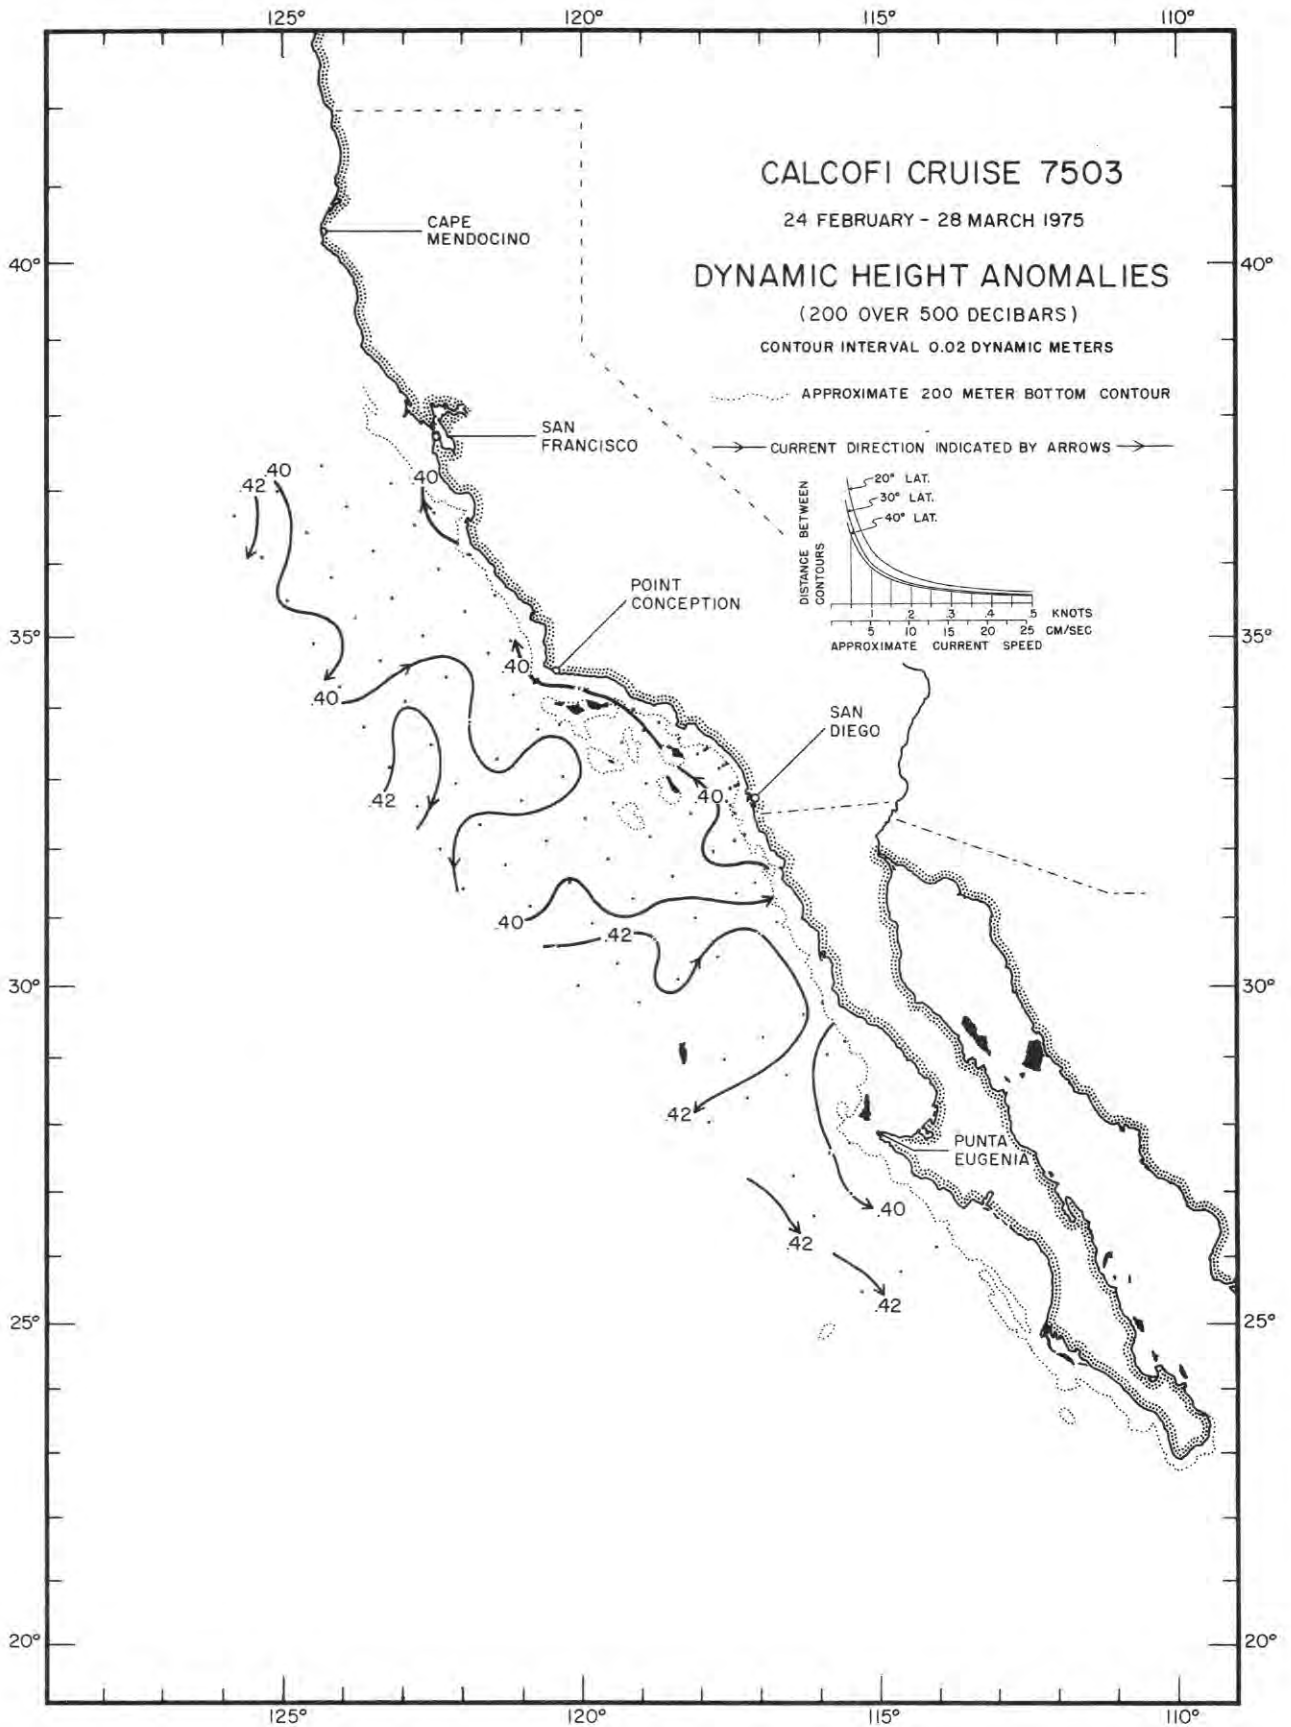 125° 120° 115° 110°
CALCOFI CRUISE 7503
24 FEBRUARY - 28 MARCH 1975
CAPE
MENDOCINO
40° 40°
DYNAMIC HEIGHT ANOMALIES
(200 OVER 500 DECIBARS)
CONTOUR INTERVAL 0.02 DYNAMIC METERS
APPROXIMATE 200 METER BOTTOM CONTOUR
SAN
FRANCISCO
CURRENT DIRECTION INDICATED BY ARROWS
.42 .40
.40
20° LAT.
30° LAT.
40° LAT.
DISTANCE BETWEEN
CONTOURS
.1 .2 .3 .4 .5 KNOTS
5 10 15 20 25 CM/SEC
APPROXIMATE CURRENT SPEED
POINT
CONCEPTION
35° 35°
.40
.40
SAN
DIEGO
.42
.40
.40
.42
30° 30°
.42
PUNTA
EUGENIA
.40
.42
.42
25° 25°
20° 20°
125° 120° 115° 110°